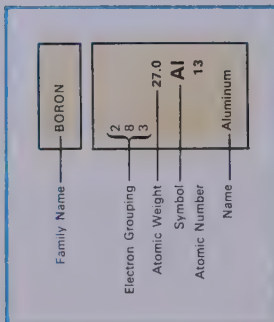 Family Name — BORON
Electron Grouping — { 2
8
3
Atomic Weight — 27.0
Symbol — Al
Atomic Number 13
Name — Aluminum